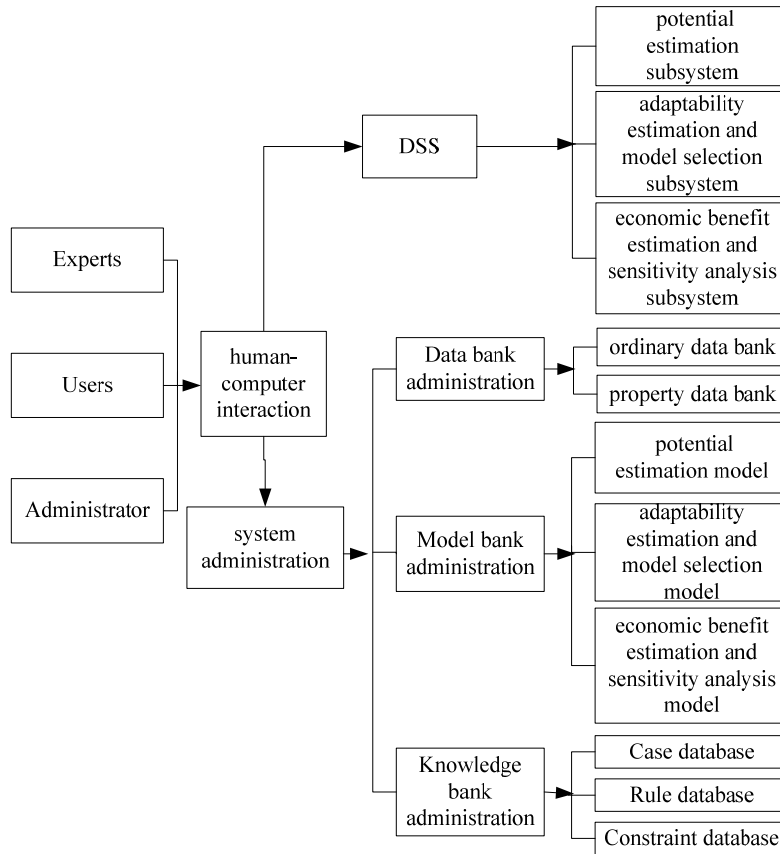 potential
estimation
subsystem
adaptability
estimation and
model selection
subsystem
economic benefit
estimation and
sensitivity analysis
subsystem
DSS
Experts
Users
Administrator
human-
computer
interaction
system
administration
Data bank
administration
ordinary data bank
property data bank
Model bank
administration
potential
estimation model
adaptability
estimation and
model selection
model
economic benefit
estimation and
sensitivity analysis
model
Knowledge
bank
administration
Case database
Rule database
Constraint database